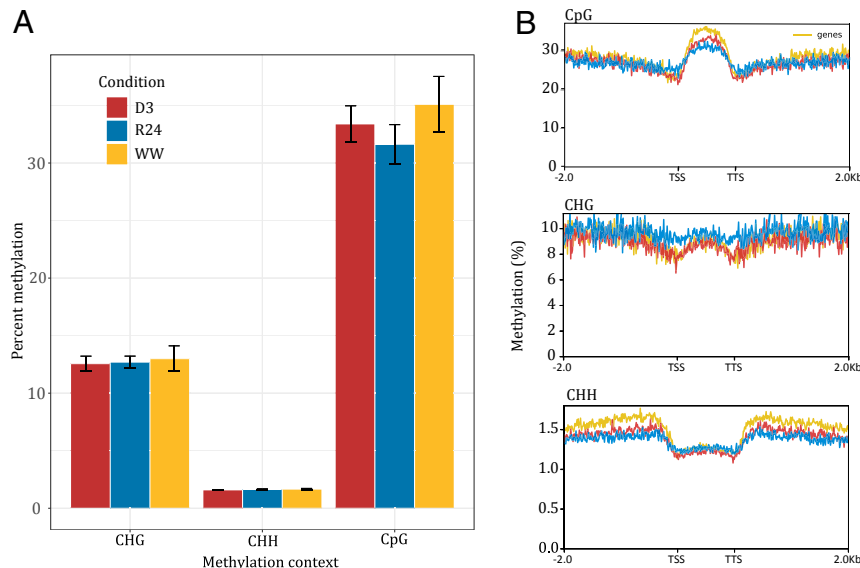 A
Condition
D3
R24
WW
Percent methylation
30
20
10
0
CHG
CHH
CpG
Methylation context
B
CpG
genes
30
20
10
0
-2.0
TSS
TTS
2.0Kb
CHG
Methylation (%)
10
8
6
4
2
0
-2.0
TSS
TTS
2.0Kb
CHH
1.5
1.0
0.5
0.0
-2.0
TSS
TTS
2.0Kb